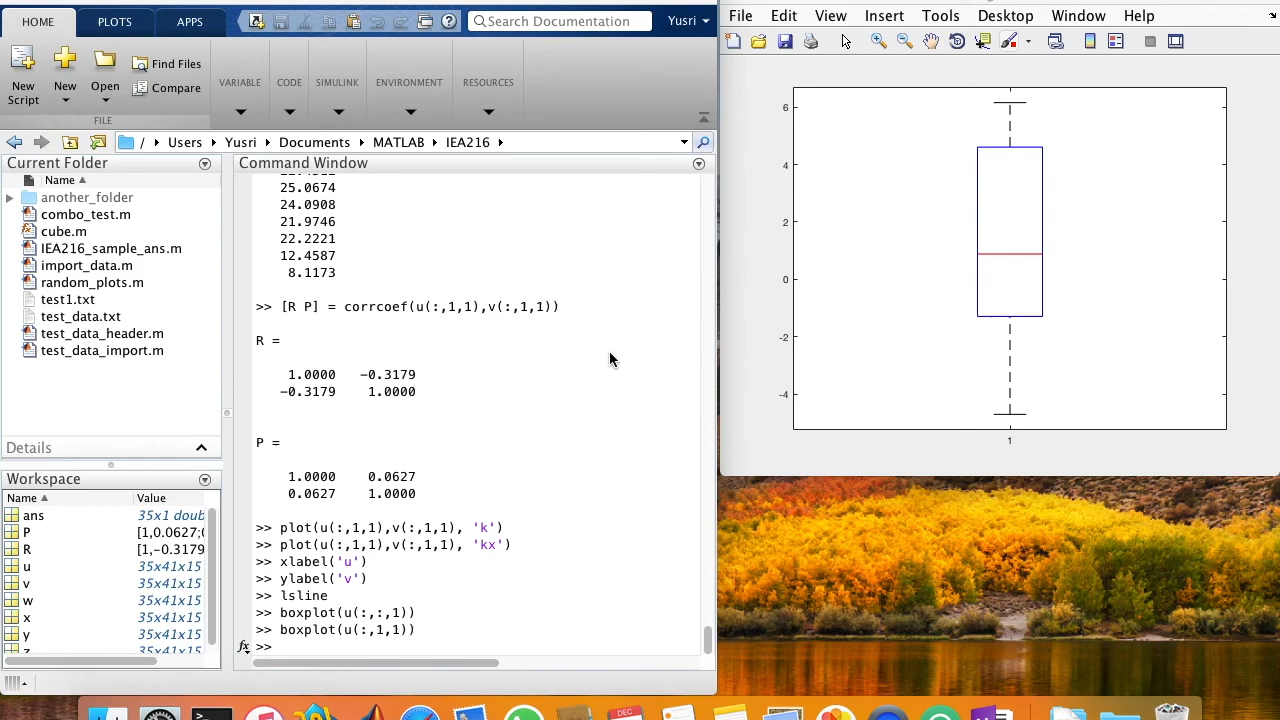 HOME PLOTS APPS Search Documentation Yusri
New Script
New
Open
Find Files
Compare
FILE
VARIABLE
CODE
SIMULINK
ENVIRONMENT
RESOURCES
/ Users Yusri Documents MATLAB IEA216
Current Folder
Name
another_folder
combo_test.m
cube.m
IEA216_sample_ans.m
import_data.m
random_plots.m
test1.txt
test_data.txt
test_data_header.m
test_data_import.m
Details
Workspace
Name Value
ans 35x1 doub
P [1,0.0627;0
R [1,-0.3179
u 35x41x15
v 35x41x15
w 35x41x15
x 35x41x15
y 35x41x15
z 35x41x15
Command Window
25.0674
24.0908
21.9746
22.2221
12.4587
8.1173
>> [R P] = corrcoef(u(:,1,1),v(:,1,1))
R =
1.0000 -0.3179
-0.3179 1.0000
P =
1.0000 0.0627
0.0627 1.0000
>> plot(u(:,1,1),v(:,1,1), 'k')
>> plot(u(:,1,1),v(:,1,1), 'kx')
>> xlabel('u')
>> ylabel('v')
>> lsline
>> boxplot(u(:,:,1))
>> boxplot(u(:,1,1))
fx >>
File Edit View Insert Tools Desktop Window Help
6
4
2
0
-2
-4
1
DEC